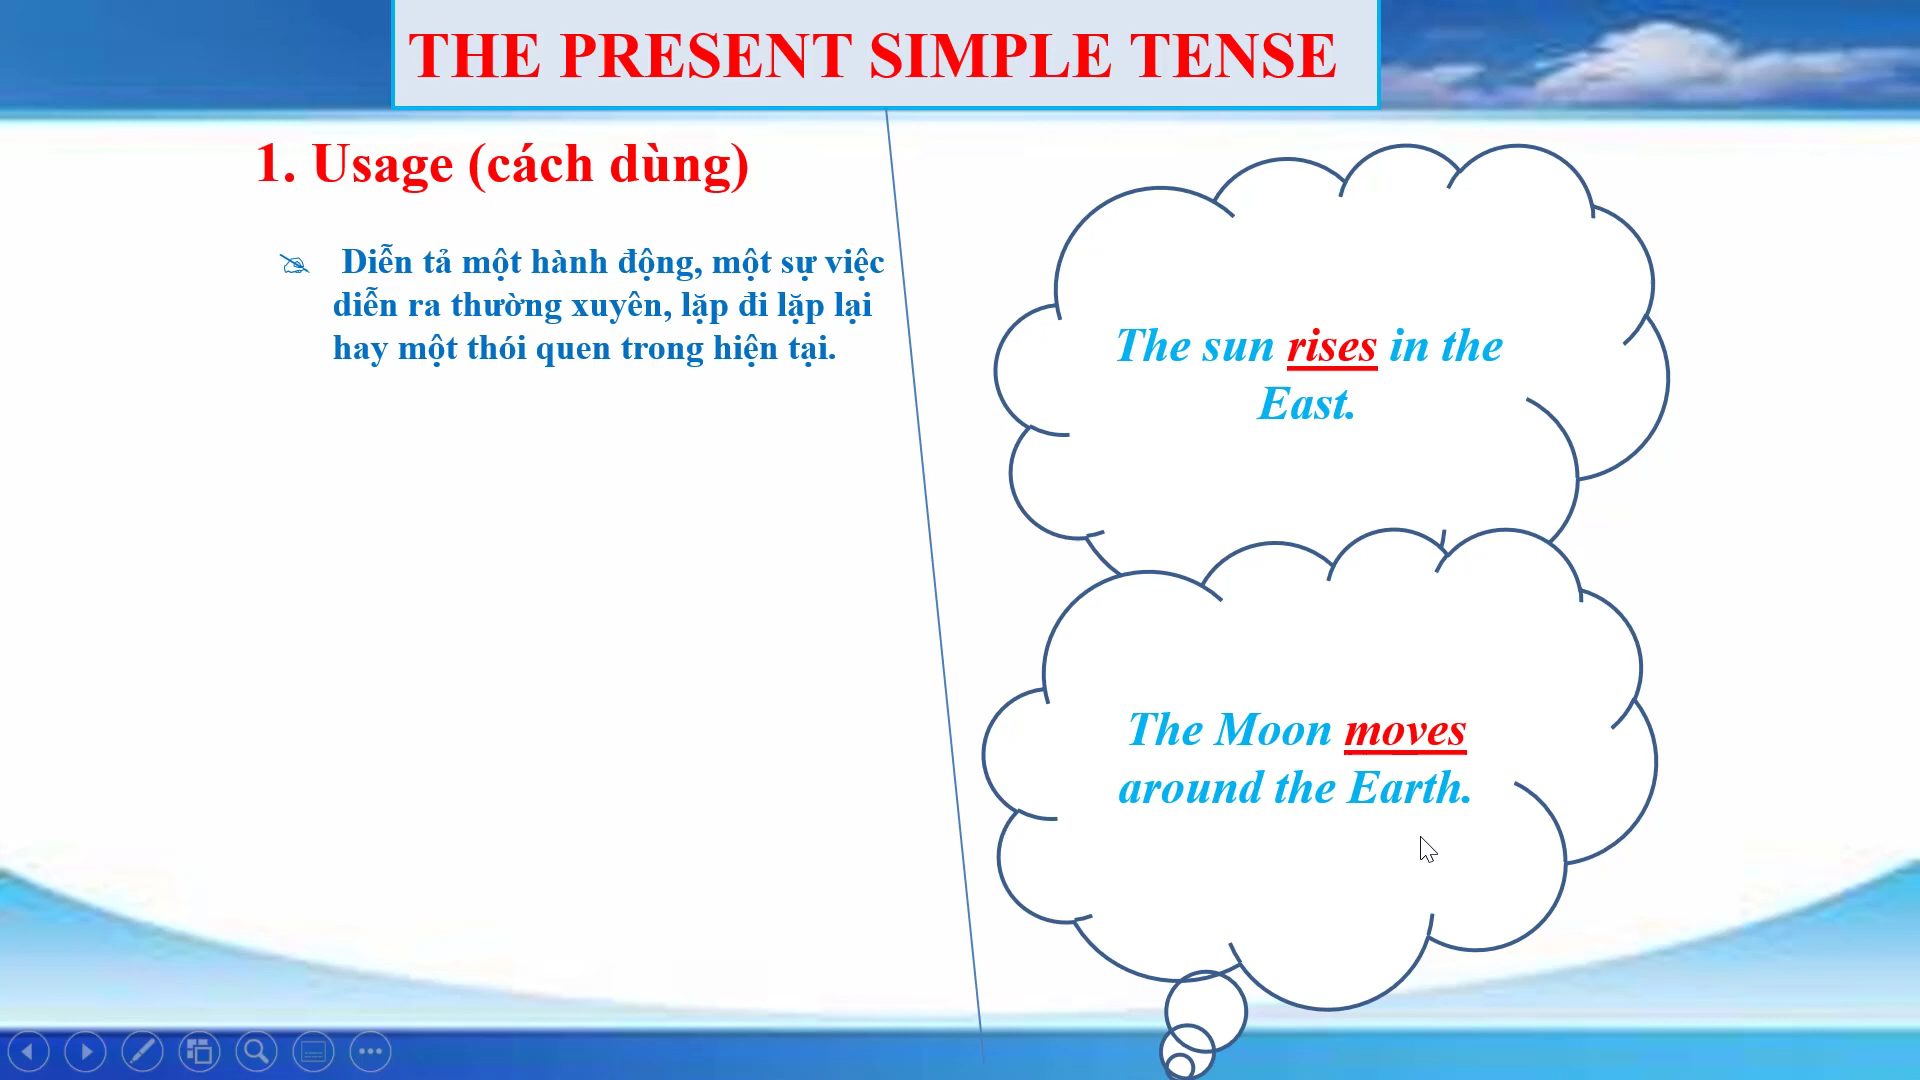 THE PRESENT SIMPLE TENSE
1. Usage (cách dùng)
Diễn tả một hành động, một sự việc
diễn ra thường xuyên, lặp đi lặp lại
hay một thói quen trong hiện tại.
The sun rises in the
East.
The Moon moves
around the Earth.